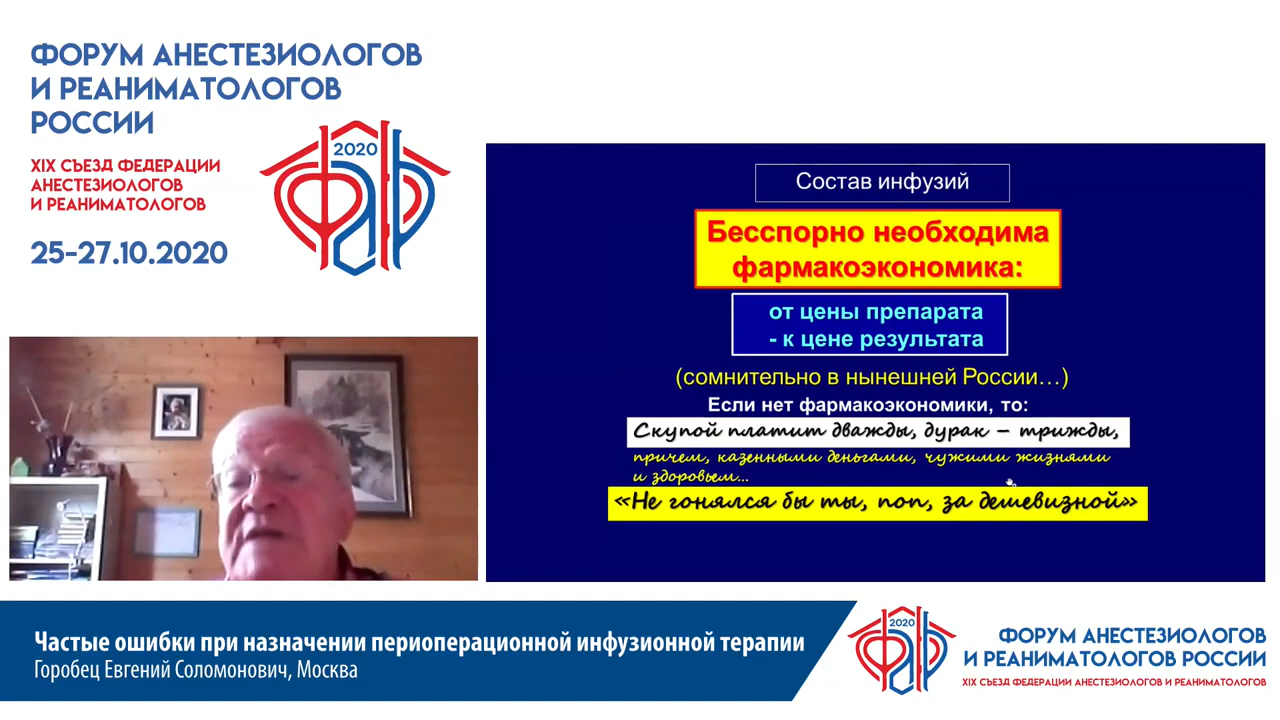 ФОРУМ АНЕСТЕЗИОЛОГОВ
И РЕАНИМАТОЛОГОВ
РОССИИ
XIX СЪЕЗД ФЕДЕРАЦИИ
АНЕСТЕЗИОЛОГОВ
И РЕАНИМАТОЛОГОВ
25-27.10.2020
2020
ФАР
Состав инфузий
Бесспорно необходима
фармакоэкономика:
от цены препарата
- к цене результата
(сомнительно в нынешней России…)
Если нет фармакоэкономики, то:
Скупой платит дважды, дурак – трижды,
причем, казенными деньгами, чужими жизнями
и здоровьем...
«Не гонялся бы ты, поп, за дешевизной»
Частые ошибки при назначении периоперационной инфузионной терапии
Горобец Евгений Соломонович, Москва
2020
ФАР
ФОРУМ АНЕСТЕЗИОЛОГОВ
И РЕАНИМАТОЛОГОВ РОССИИ
XIX СЪЕЗД ФЕДЕРАЦИИ АНЕСТЕЗИОЛОГОВ И РЕАНИМАТОЛОГОВ